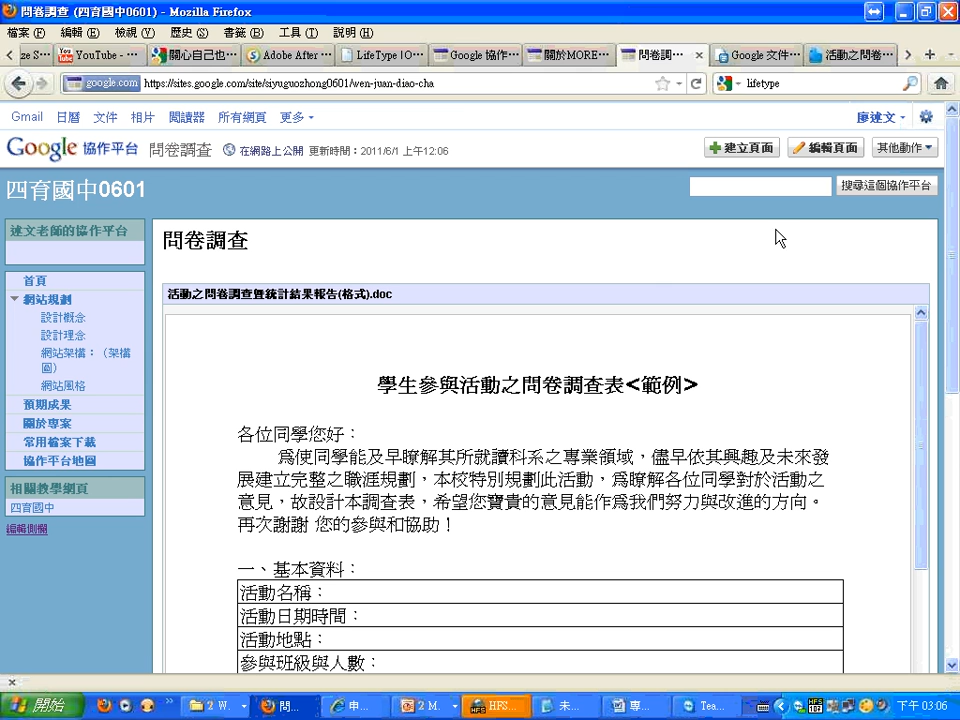 問卷調查 (四育國中0601) - Mozilla Firefox
檔案(F) 編輯(E) 檢視(V) 歷史(S) 書籤(B) 工具(T) 說明(H)
ze S… YouTube - … 關心自己也… Adobe After … LifeType | O… Google 協作… 關於MORE… 問卷調… Google 文件… 活動之問卷…
google.com https://sites.google.com/site/siyuguozhong0601/wen-juan-diao-cha lifetype
Gmail 日曆 文件 相片 閱讀器 所有網頁 更多 廖達文
Google 協作平台 問卷調查 在網路上公開 更新時間：2011/6/1 上午12:06 建立頁面 編輯頁面 其他動作
四育國中0601 搜尋這個協作平台
達文老師的協作平台
首頁
網站規劃
設計概念
設計理念
網站架構：（架構圖）
網站風格
預期成果
關於專案
常用檔案下載
協作平台地圖
相關教學網頁
四育國中
編輯側欄
問卷調查
活動之問卷調查暨統計結果報告(格式).doc
學生參與活動之問卷調查表<範例>
各位同學您好：
為使同學能及早瞭解其所就讀科系之專業領域，儘早依其興趣及未來發
展建立完整之職涯規劃，本校特別規劃此活動，為瞭解各位同學對於活動之
意見，故設計本調查表，希望您寶貴的意見能作為我們努力與改進的方向。
再次謝謝 您的參與和協助！
一、基本資料：
活動名稱：
活動日期時間：
活動地點：
參與班級與人數：
開始 2 W. 問… 申… 2 M. HFS… 未… 專… Tea… 下午 03:06